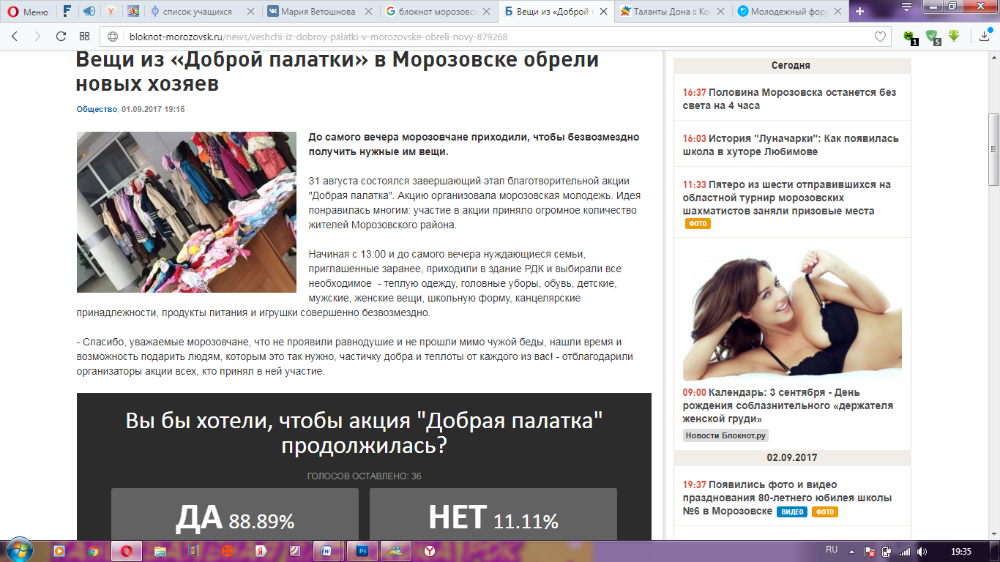 Меню
список учащихся
Мария Ветошнова
блокнот морозовс
Вещи из «Доброй
Таланты Дона :: Ко
Молодежный фору
bloknot-morozovsk.ru/news/veshchi-iz-dobroy-palatki-v-morozovske-obreli-novy-879268
1
5
Вещи из «Доброй палатки» в Морозовске обрели
новых хозяев
Общество, 01.09.2017 19:16
До самого вечера морозовчане приходили, чтобы безвозмездно
получить нужные им вещи.
31 августа состоялся завершающий этап благотворительной акции
"Добрая палатка". Акцию организовала морозовская молодежь. Идея
понравилась многим: участие в акции приняло огромное количество
жителей Морозовского района.
Начиная с 13:00 и до самого вечера нуждающиеся семьи,
приглашенные заранее, приходили в здание РДК и выбирали все
необходимое - теплую одежду, головные уборы, обувь, детские,
мужские, женские вещи, школьную форму, канцелярские
принадлежности, продукты питания и игрушки совершенно безвозмездно.
- Спасибо, уважаемые морозовчане, что не проявили равнодушие и не прошли мимо чужой беды, нашли время и
возможность подарить людям, которым это так нужно, частичку добра и теплоты от каждого из вас! - отблагодарили
организаторы акции всех, кто принял в ней участие.
Вы бы хотели, чтобы акция "Добрая палатка"
продолжилась?
ГОЛОСОВ ОСТАВЛЕНО: 36
ДА 88.89%
НЕТ 11.11%
Сегодня
16:37 Половина Морозовска останется без
света на 4 часа
16:03 История "Луначарки": Как появилась
школа в хуторе Любимове
11:33 Пятеро из шести отправившихся на
областной турнир морозовских
шахматистов заняли призовые места
ФОТО
09:00 Календарь: 3 сентября - День
рождения соблазнительного «держателя
женской груди»
Новости Блокнот.ру
02.09.2017
19:37 Появились фото и видео
празднования 80-летнего юбилея школы
№6 в Морозовске ВИДЕО ФОТО
RU
19:35